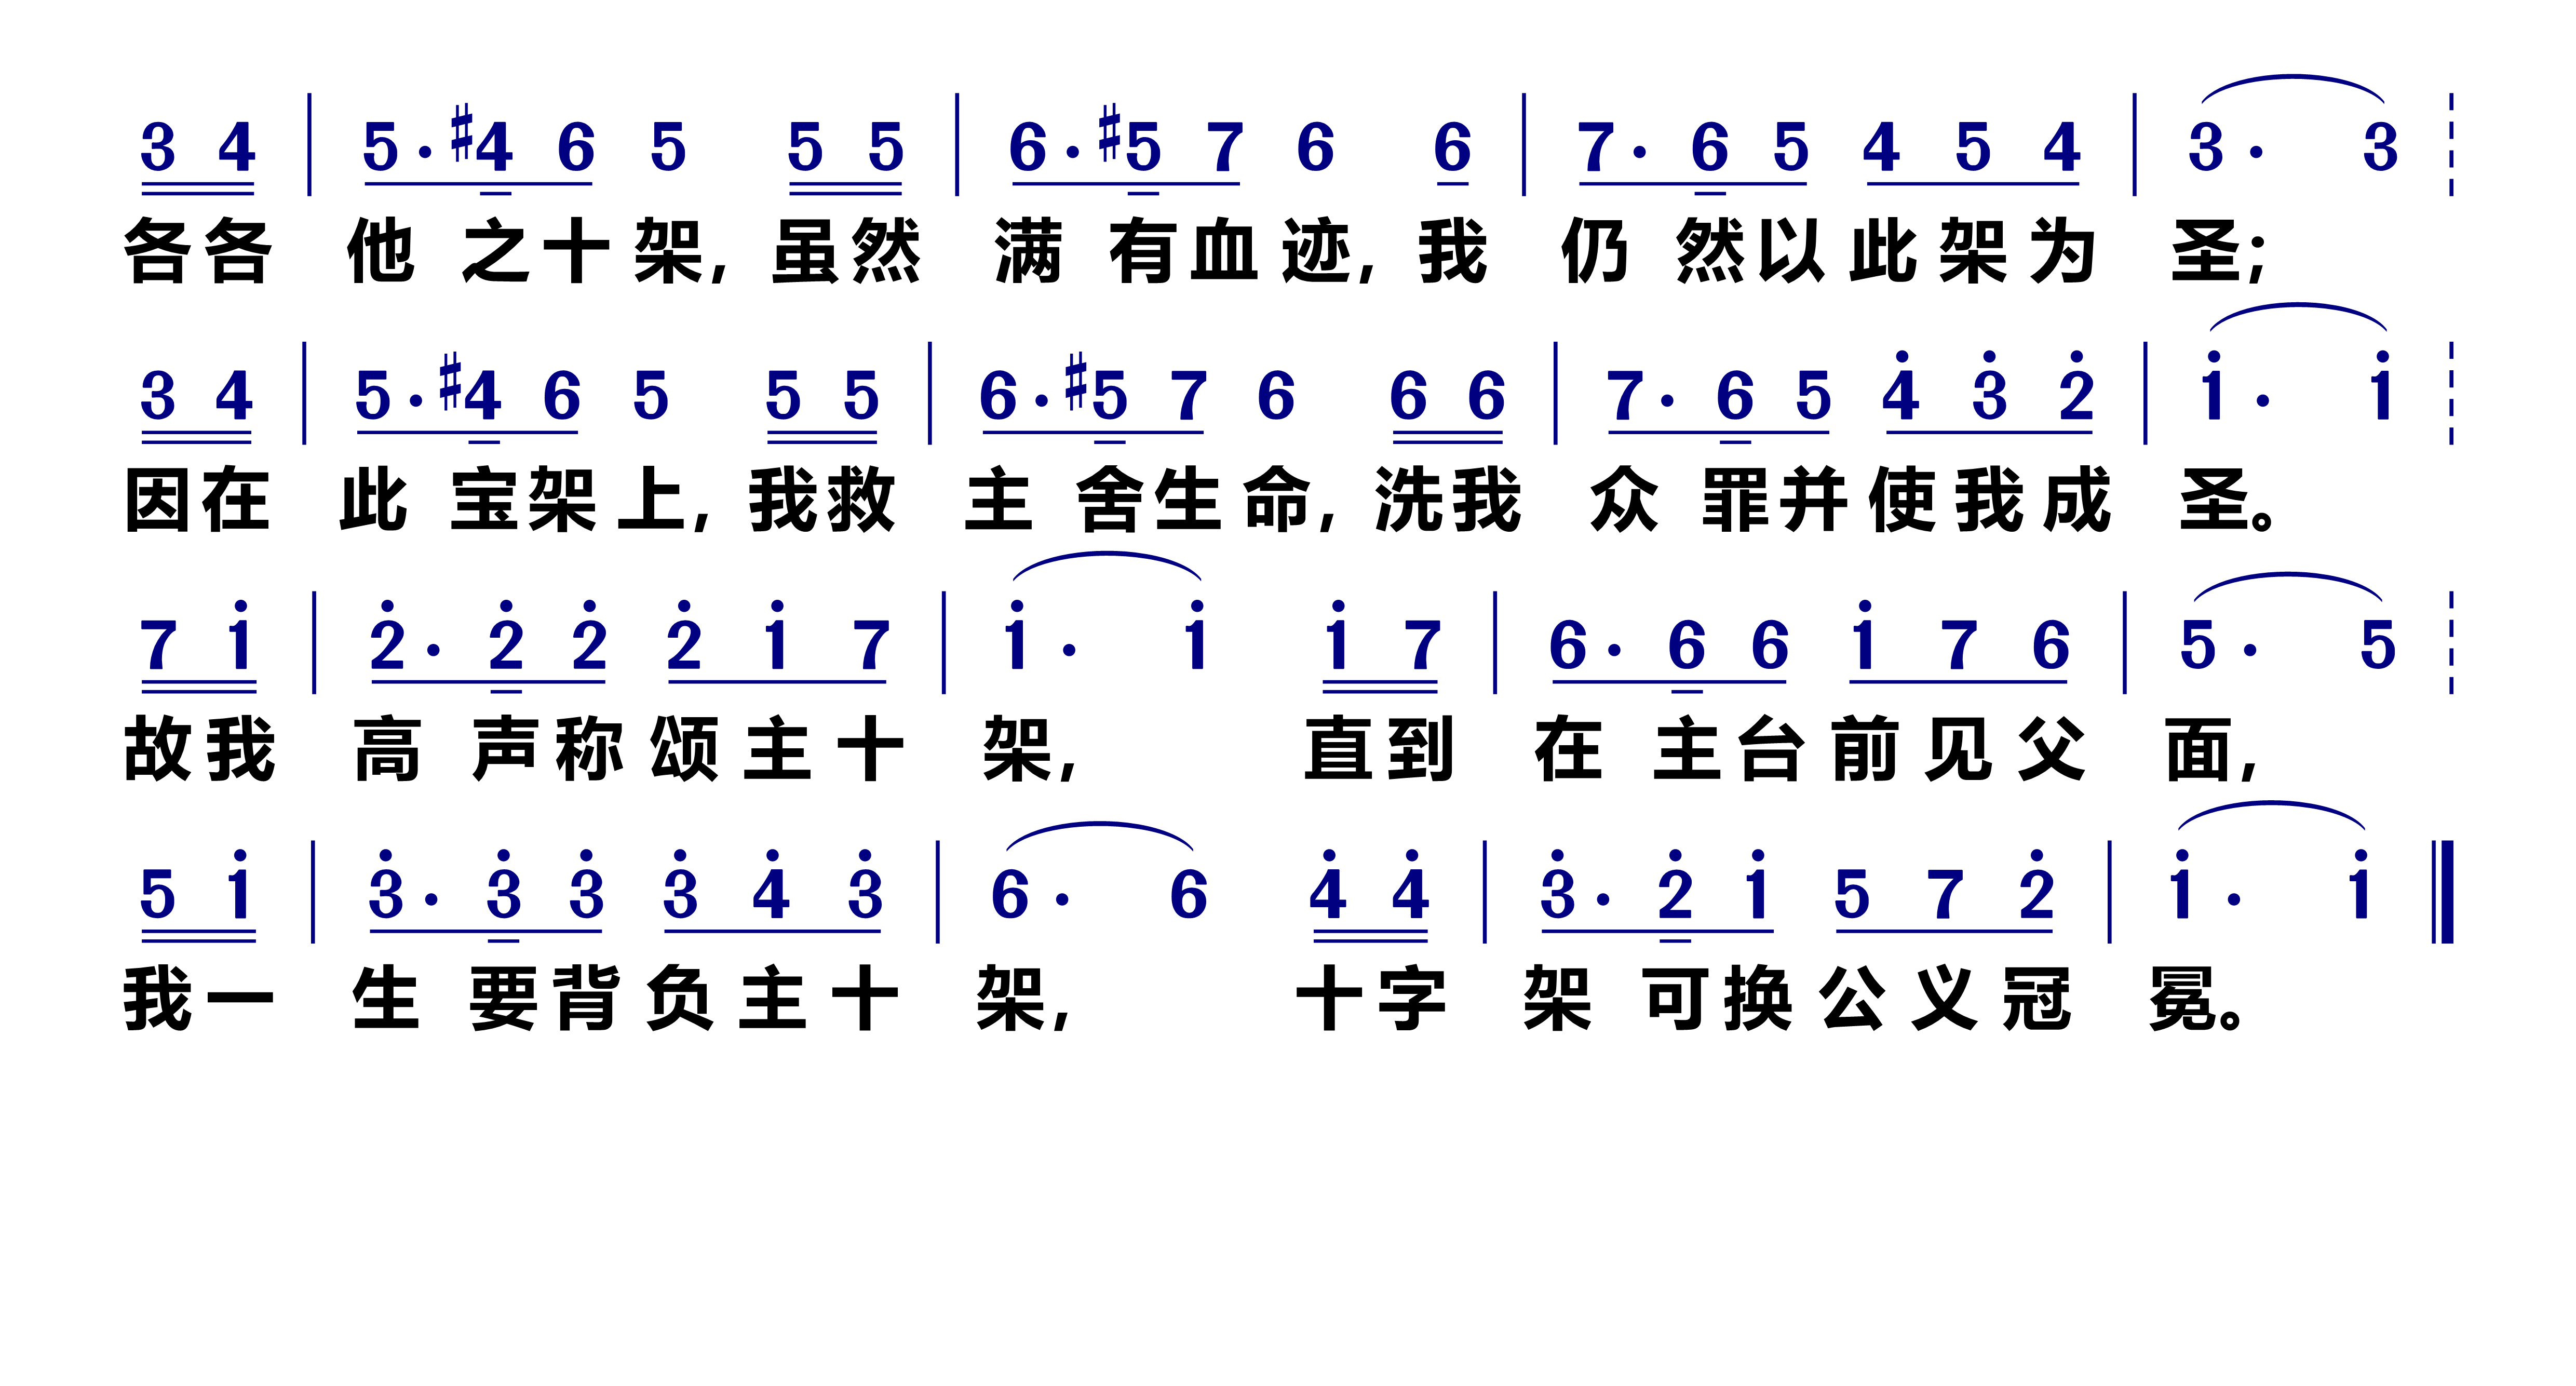 3 4 | 5 · #4 6 5 5 5 | 6 · #5 7 6 6 | 7 · 6 5 4 5 4 | 3 · 3
各各 他 之十架, 虽然 满 有血迹, 我 仍 然以此架为 圣;
3 4 | 5 · #4 6 5 5 5 | 6 · #5 7 6 6 6 | 7 · 6 5 4̇ 3̇ 2̇ | 1̇ · 1̇
因在 此 宝架上, 我救 主 舍生命, 洗我 众 罪并使我成 圣。
7 1̇ | 2̇ · 2̇ 2̇ 2̇ 1̇ 7 | 1̇ · 1̇ 1̇ 7 | 6 · 6 6 1̇ 7 6 | 5 · 5
故我 高 声称颂主十 架, 直到 在 主台前见父 面,
5 1̇ | 3̇ · 3̇ 3̇ 3̇ 4̇ 3̇ | 6 · 6 4̇ 4̇ | 3̇ · 2̇ 1̇ 5 7 2̇ | 1̇ · 1̇
我一 生 要背负主十 架, 十字 架 可换公义冠 冕。